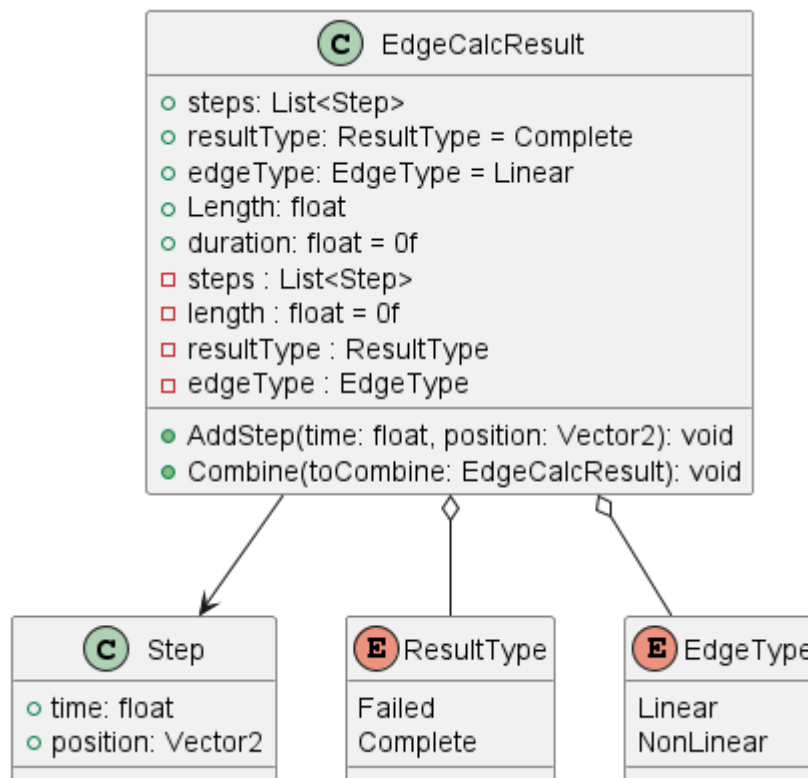 C EdgeCalcResult
steps: List<Step>
resultType: ResultType = Complete
edgeType: EdgeType = Linear
Length: float
duration: float = 0f
steps : List<Step>
length : float = 0f
resultType : ResultType
edgeType : EdgeType
AddStep(time: float, position: Vector2): void
Combine(toCombine: EdgeCalcResult): void
C Step
time: float
position: Vector2
E ResultType
Failed
Complete
E EdgeType
Linear
NonLinear